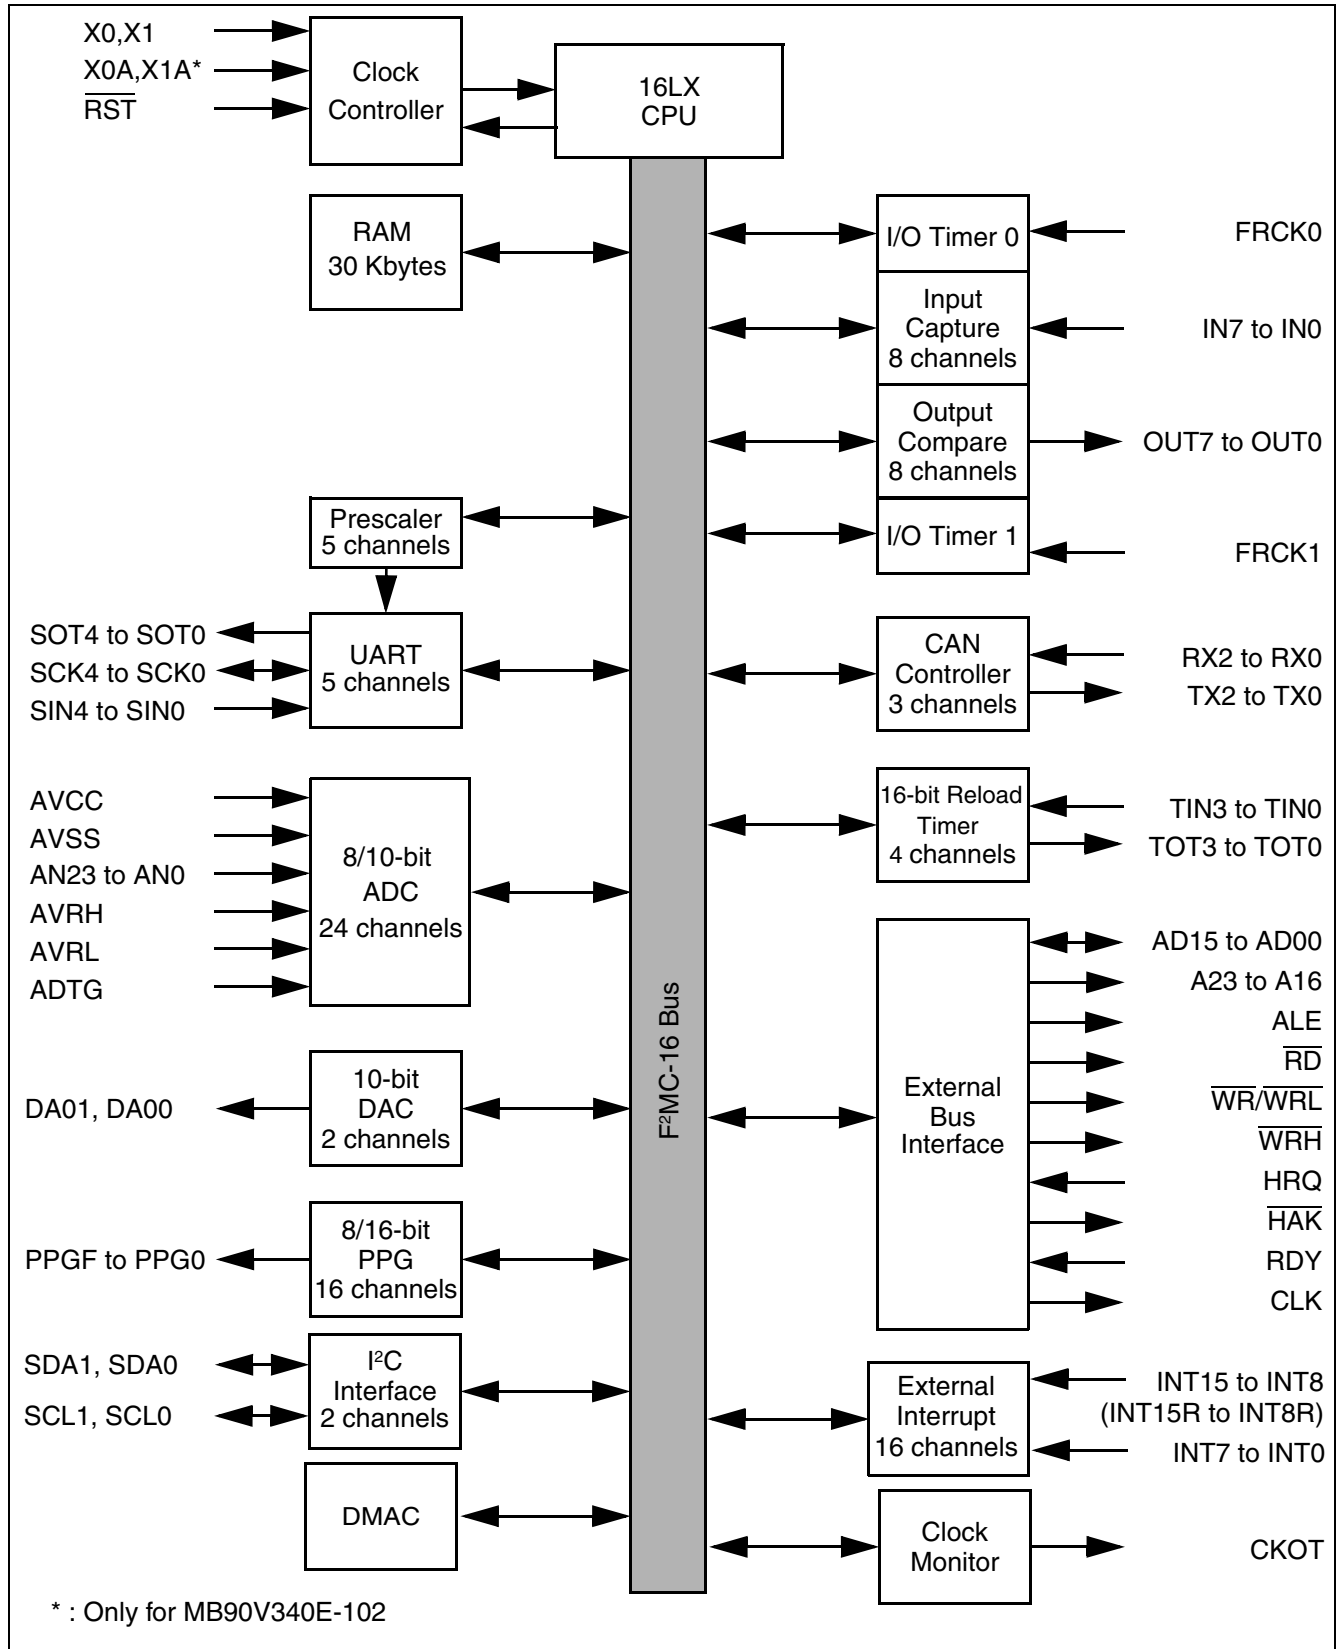 X0,X1
X0A,X1A*
RST
Clock
Controller
16LX
CPU
RAM
30 Kbytes
Prescaler
5 channels
SOT4 to SOT0
SCK4 to SCK0
SIN4 to SIN0
UART
5 channels
AVCC
AVSS
AN23 to AN0
AVRH
AVRL
ADTG
8/10-bit
ADC
24 channels
DA01, DA00
10-bit
DAC
2 channels
PPGF to PPG0
8/16-bit
PPG
16 channels
SDA1, SDA0
SCL1, SCL0
I²C
Interface
2 channels
DMAC
F²MC-16 Bus
I/O Timer 0
FRCK0
Input
Capture
8 channels
IN7 to IN0
Output
Compare
8 channels
OUT7 to OUT0
I/O Timer 1
FRCK1
CAN
Controller
3 channels
RX2 to RX0
TX2 to TX0
16-bit Reload
Timer
4 channels
TIN3 to TIN0
TOT3 to TOT0
External
Bus
Interface
AD15 to AD00
A23 to A16
ALE
RD
WR/WRL
WRH
HRQ
HAK
RDY
CLK
External
Interrupt
16 channels
INT15 to INT8
(INT15R to INT8R)
INT7 to INT0
Clock
Monitor
CKOT
* : Only for MB90V340E-102